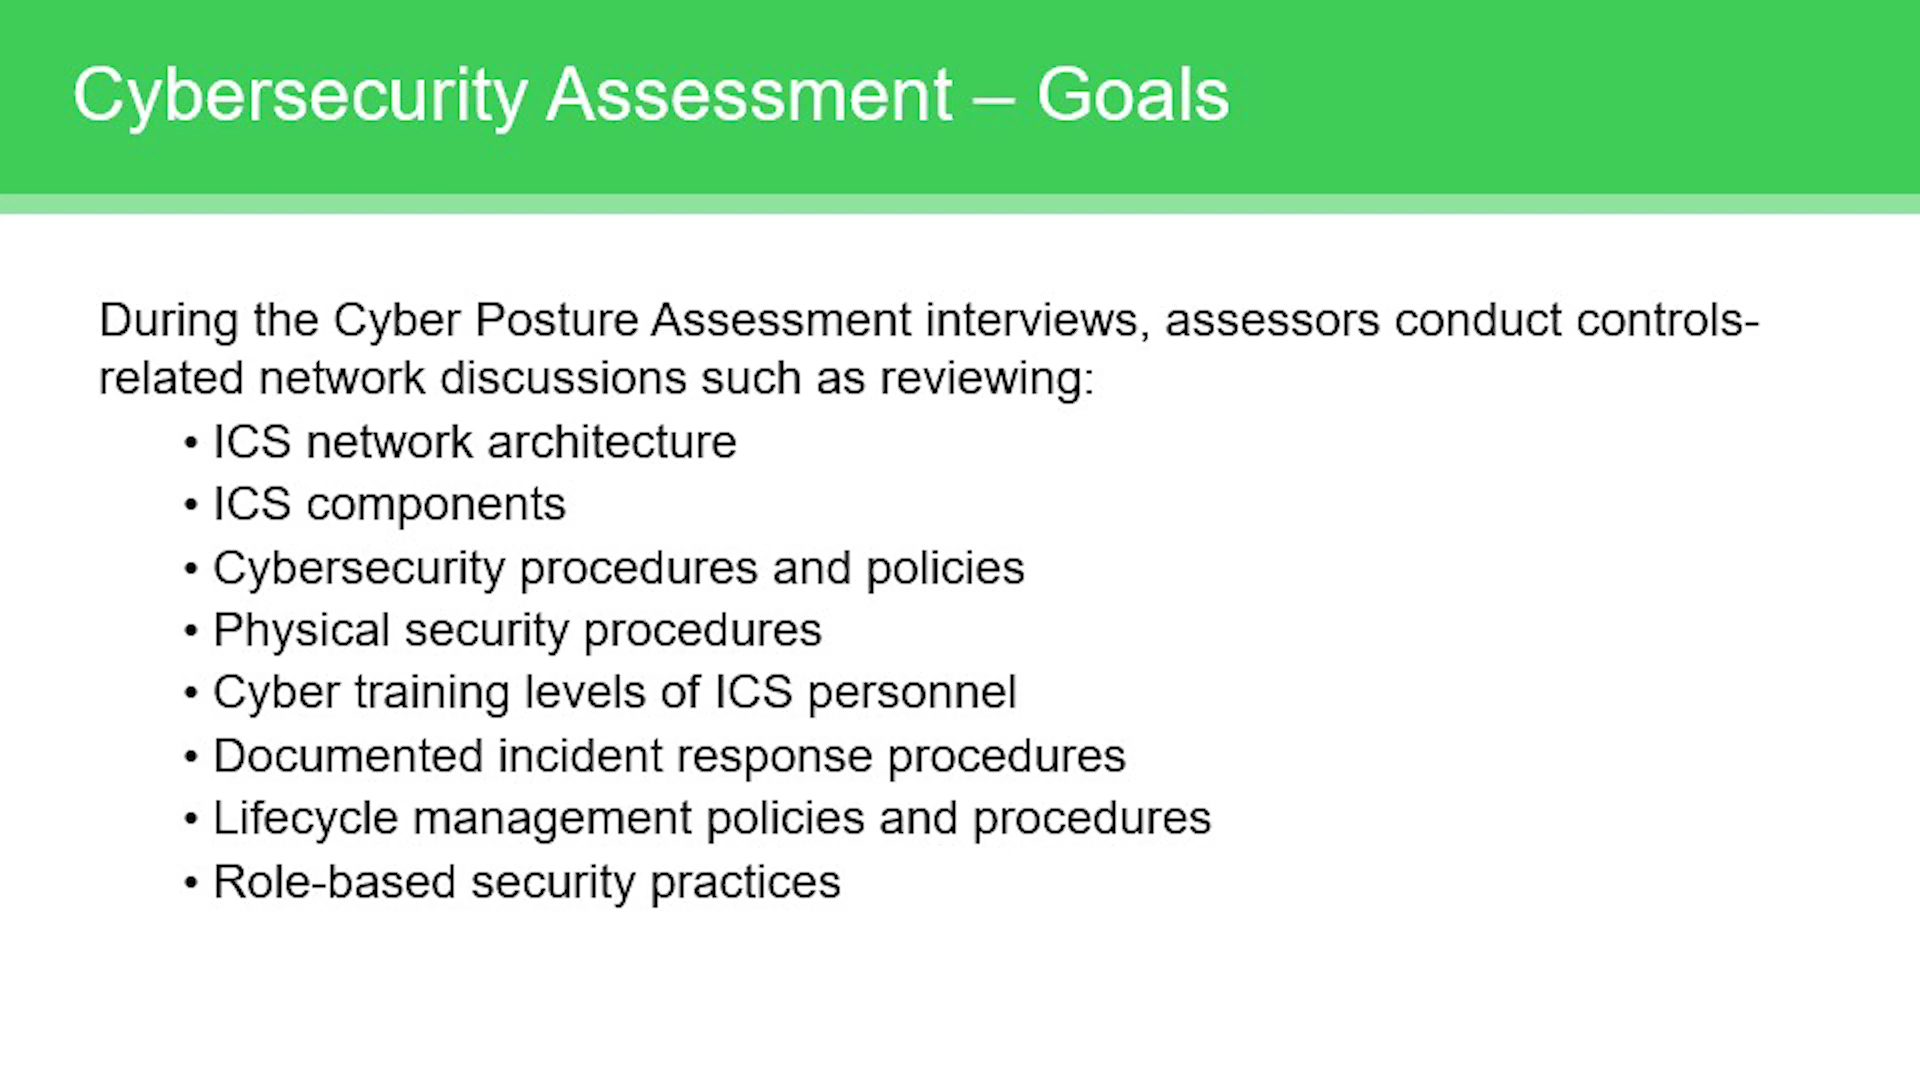 Cybersecurity Assessment – Goals
During the Cyber Posture Assessment interviews, assessors conduct controls-
related network discussions such as reviewing:
• ICS network architecture
• ICS components
• Cybersecurity procedures and policies
• Physical security procedures
• Cyber training levels of ICS personnel
• Documented incident response procedures
• Lifecycle management policies and procedures
• Role-based security practices